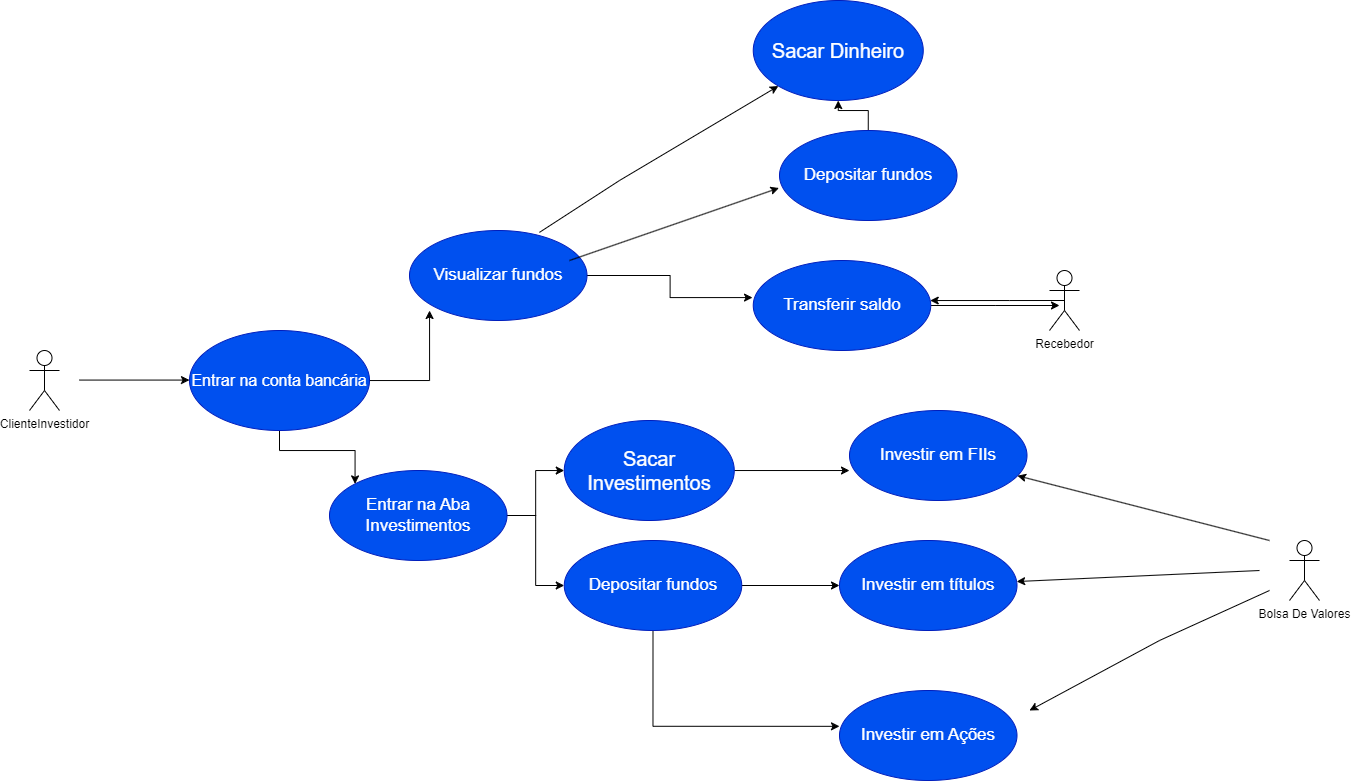 Sacar Dinheiro
Depositar fundos
Visualizar fundos
Transferir saldo
Recebedor
Entrar na conta bancária
ClienteInvestidor
Sacar
Investimentos
Investir em FIIs
Entrar na Aba
Investimentos
Depositar fundos
Investir em títulos
Bolsa De Valores
Investir em Ações